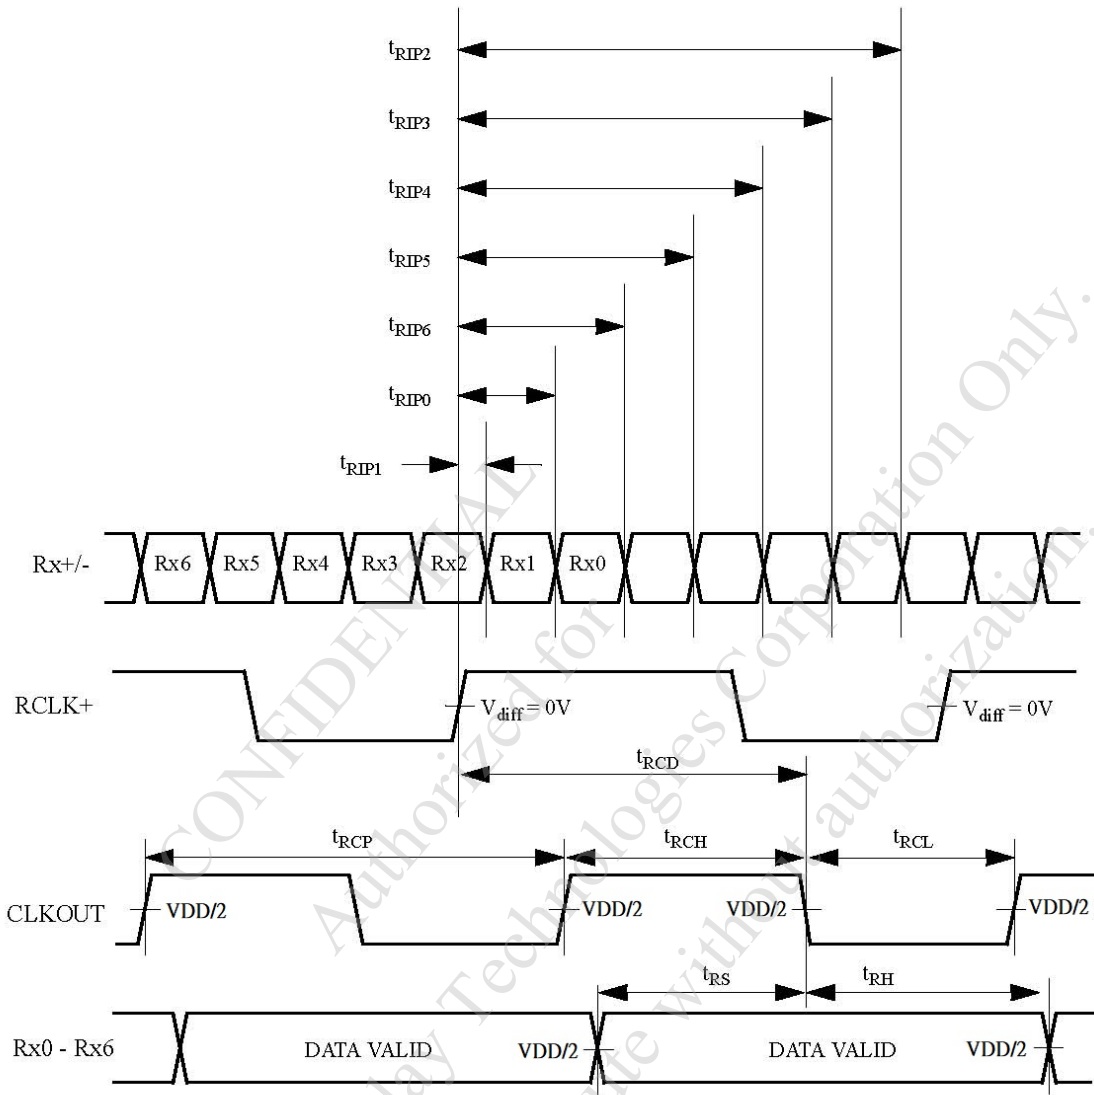 tRIP2
tRIP3
tRIP4
tRIP5
tRIP6
tRIP0
tRIP1
Rx+/- Rx6 Rx5 Rx4 Rx3 Rx2 Rx1 Rx0
RCLK+ Vdiff = 0V Vdiff = 0V
tRCD
tRCP tRCH tRCL
CLKOUT VDD/2 VDD/2 VDD/2 VDD/2
tRS tRH
Rx0 - Rx6 DATA VALID VDD/2 DATA VALID VDD/2
CONFIDENTIAL
Authorized for
Technologies Corporation Only.
without authorization.